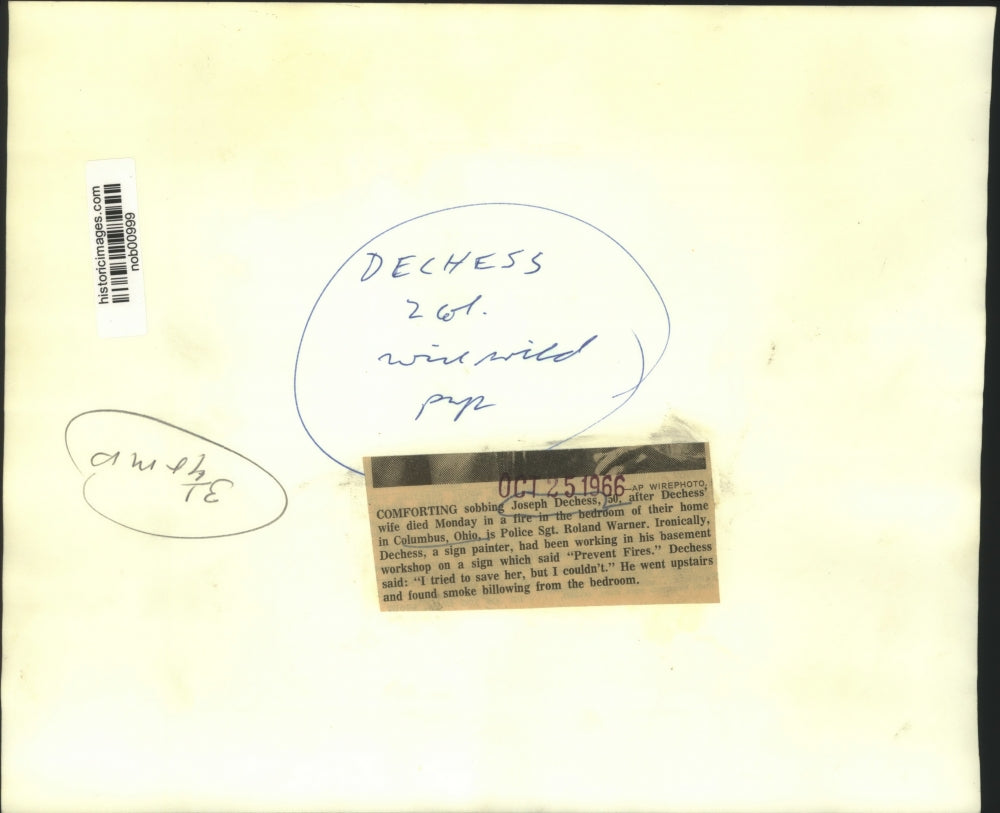 historicimages.com
nob00999
DECHESS
2 col.
wire wild
OCT 25 1966
—AP WIREPHOTO.
COMFORTING sobbing Joseph Dechess, 50, after Dechess'
wife died Monday in a fire in the bedroom of their home
in Columbus, Ohio, is Police Sgt. Roland Warner. Ironically,
Dechess, a sign painter, had been working in his basement
workshop on a sign which said “Prevent Fires.” Dechess
said: “I tried to save her, but I couldn't.” He went upstairs
and found smoke billowing from the bedroom.